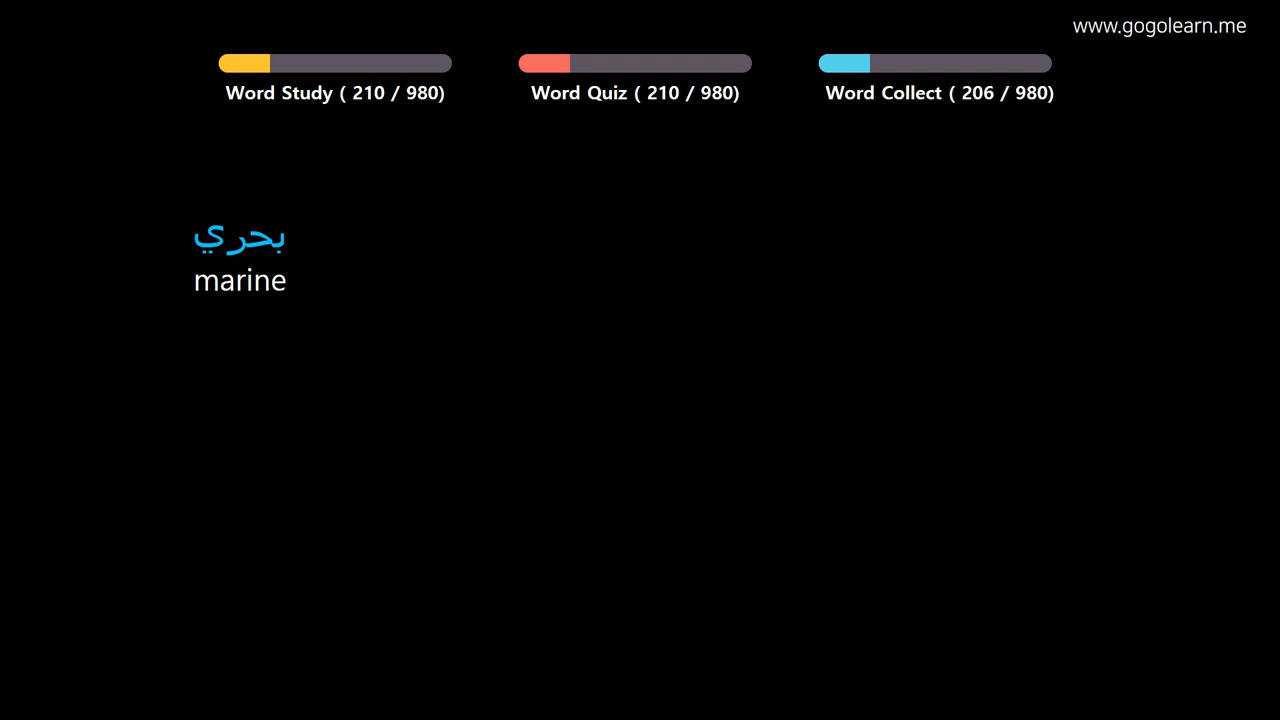 www.gogolearn.me
Word Study ( 210 / 980)
Word Quiz ( 210 / 980)
Word Collect ( 206 / 980)
بحري
marine